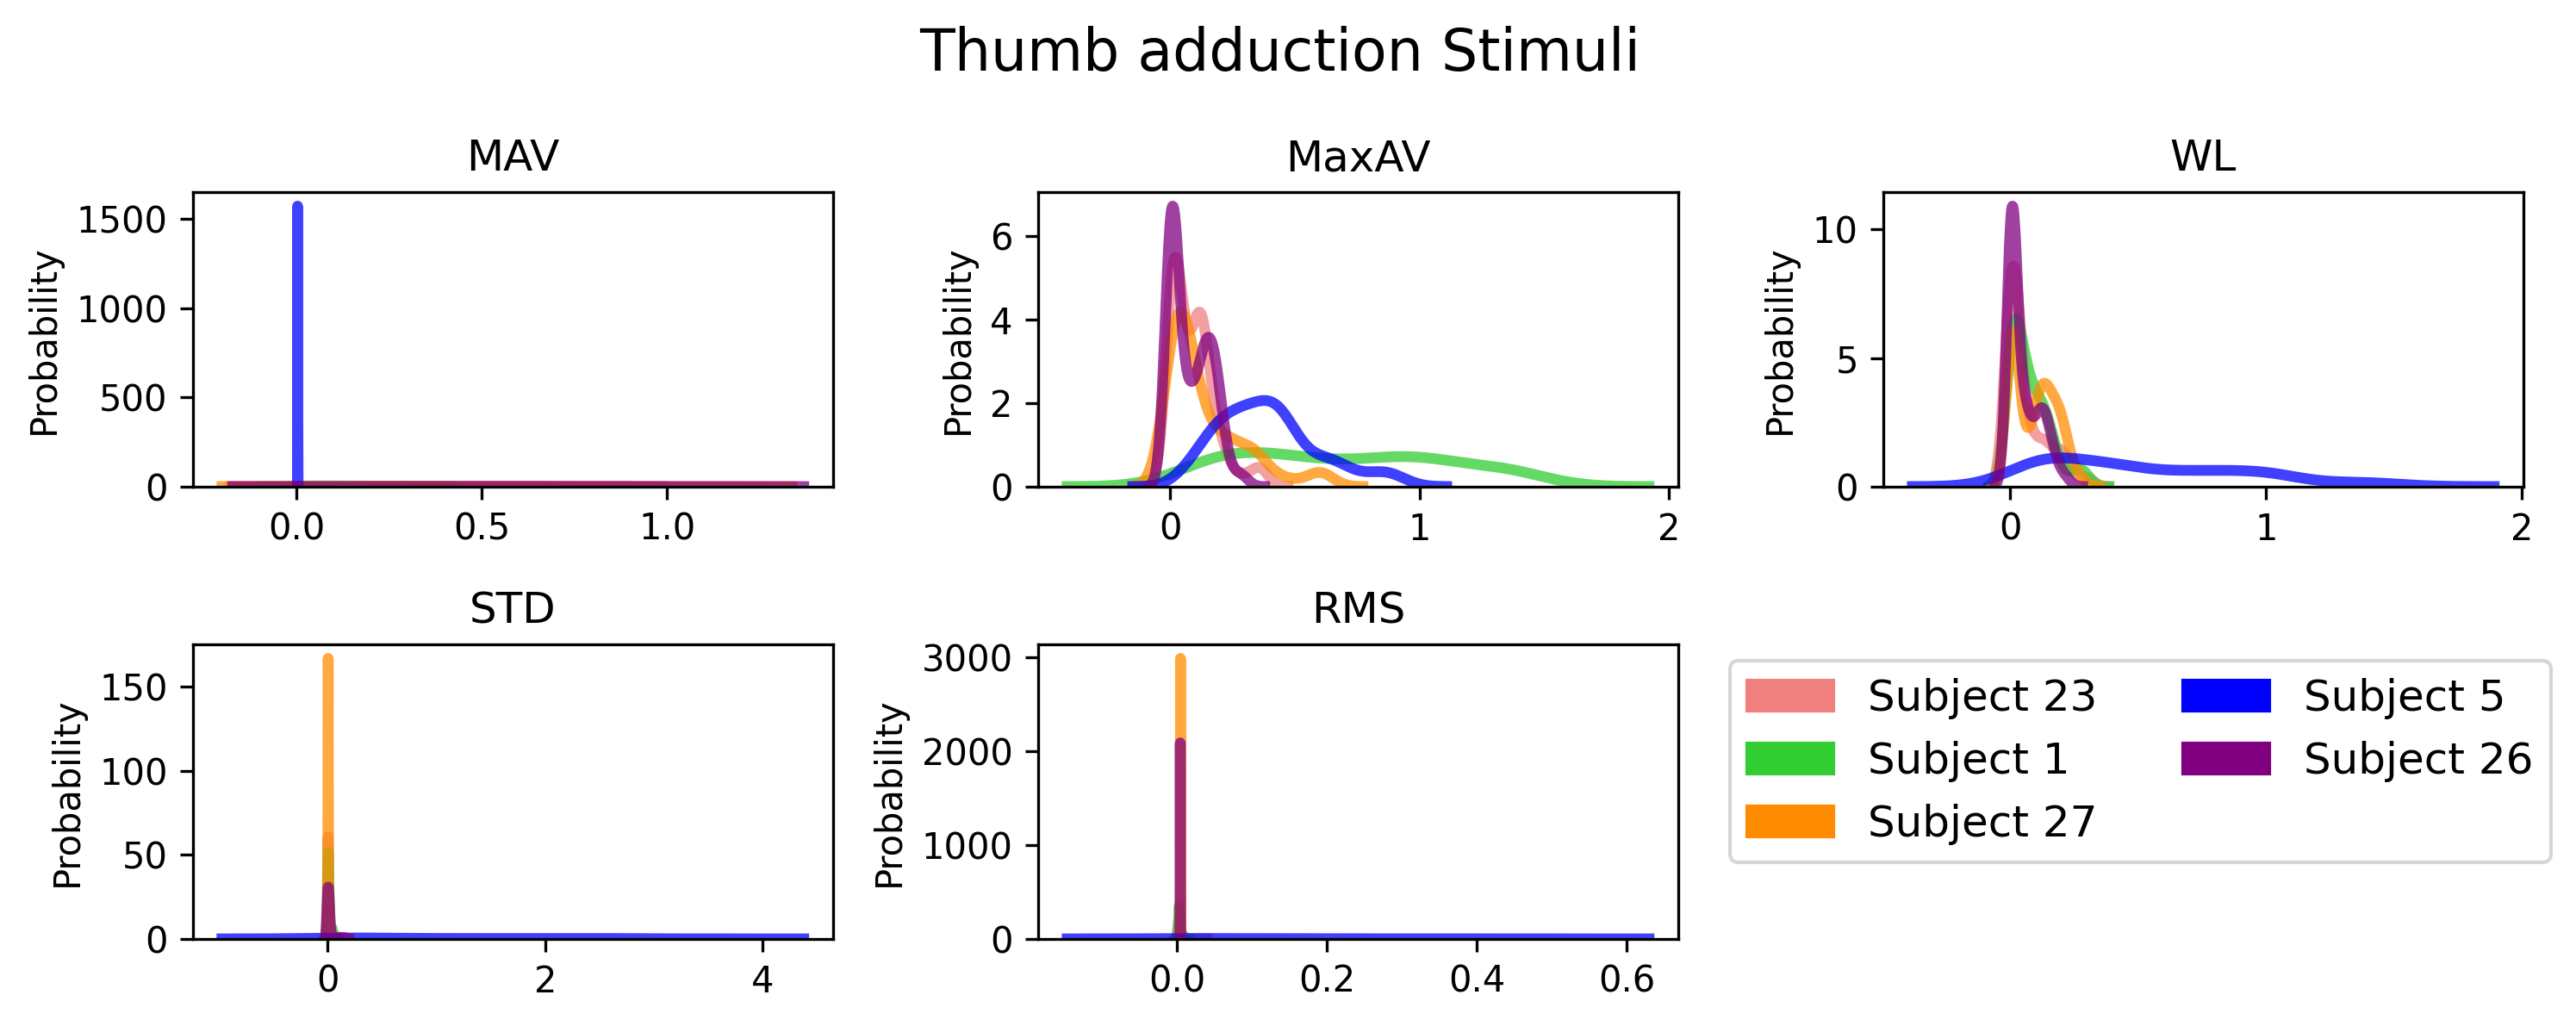 Thumb adduction Stimuli
MAV
Probability
1500
1000
500
0
0.0 0.5 1.0
MaxAV
Probability
6
4
2
0
0 1 2
WL
Probability
10
5
0
0 1 2
STD
Probability
150
100
50
0
0 2 4
RMS
Probability
3000
2000
1000
0
0.0 0.2 0.4 0.6
Subject 23
Subject 1
Subject 27
Subject 5
Subject 26